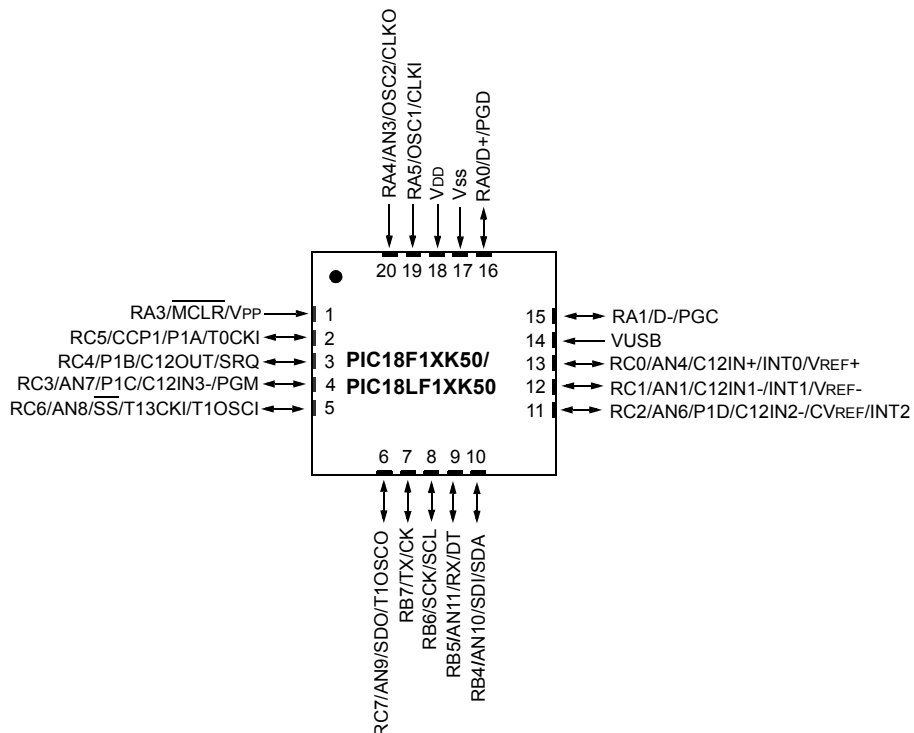 RA4/AN3/OSC2/CLKO
RA5/OSC1/CLKI
VDD
Vss
RA0/D+/PGD
20 19 18 17 16
RA3/MCLR/VPP 1
RC5/CCP1/P1A/T0CKI 2
RC4/P1B/C12OUT/SRQ 3
RC3/AN7/P1C/C12IN3-/PGM 4
RC6/AN8/SS/T13CKI/T1OSCI 5
PIC18F1XK50/
PIC18LF1XK50
15 RA1/D-/PGC
14 VUSB
13 RC0/AN4/C12IN+/INT0/VREF+
12 RC1/AN1/C12IN1-/INT1/VREF-
11 RC2/AN6/P1D/C12IN2-/CVREF/INT2
6 7 8 9 10
RC7/AN9/SDO/T1OSCO
RB7/TX/CK
RB6/SCK/SCL
RB5/AN11/RX/DT
RB4/AN10/SDI/SDA